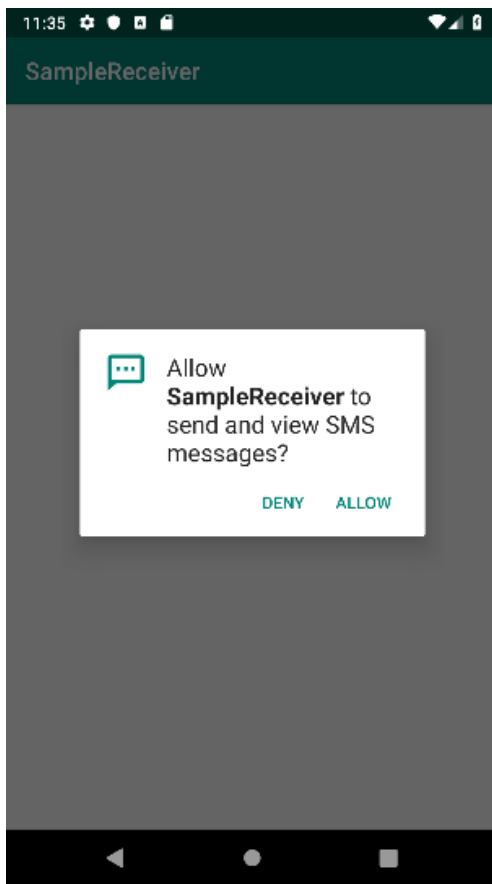 11:35
SampleReceiver
Allow
SampleReceiver to
send and view SMS
messages?
DENY ALLOW